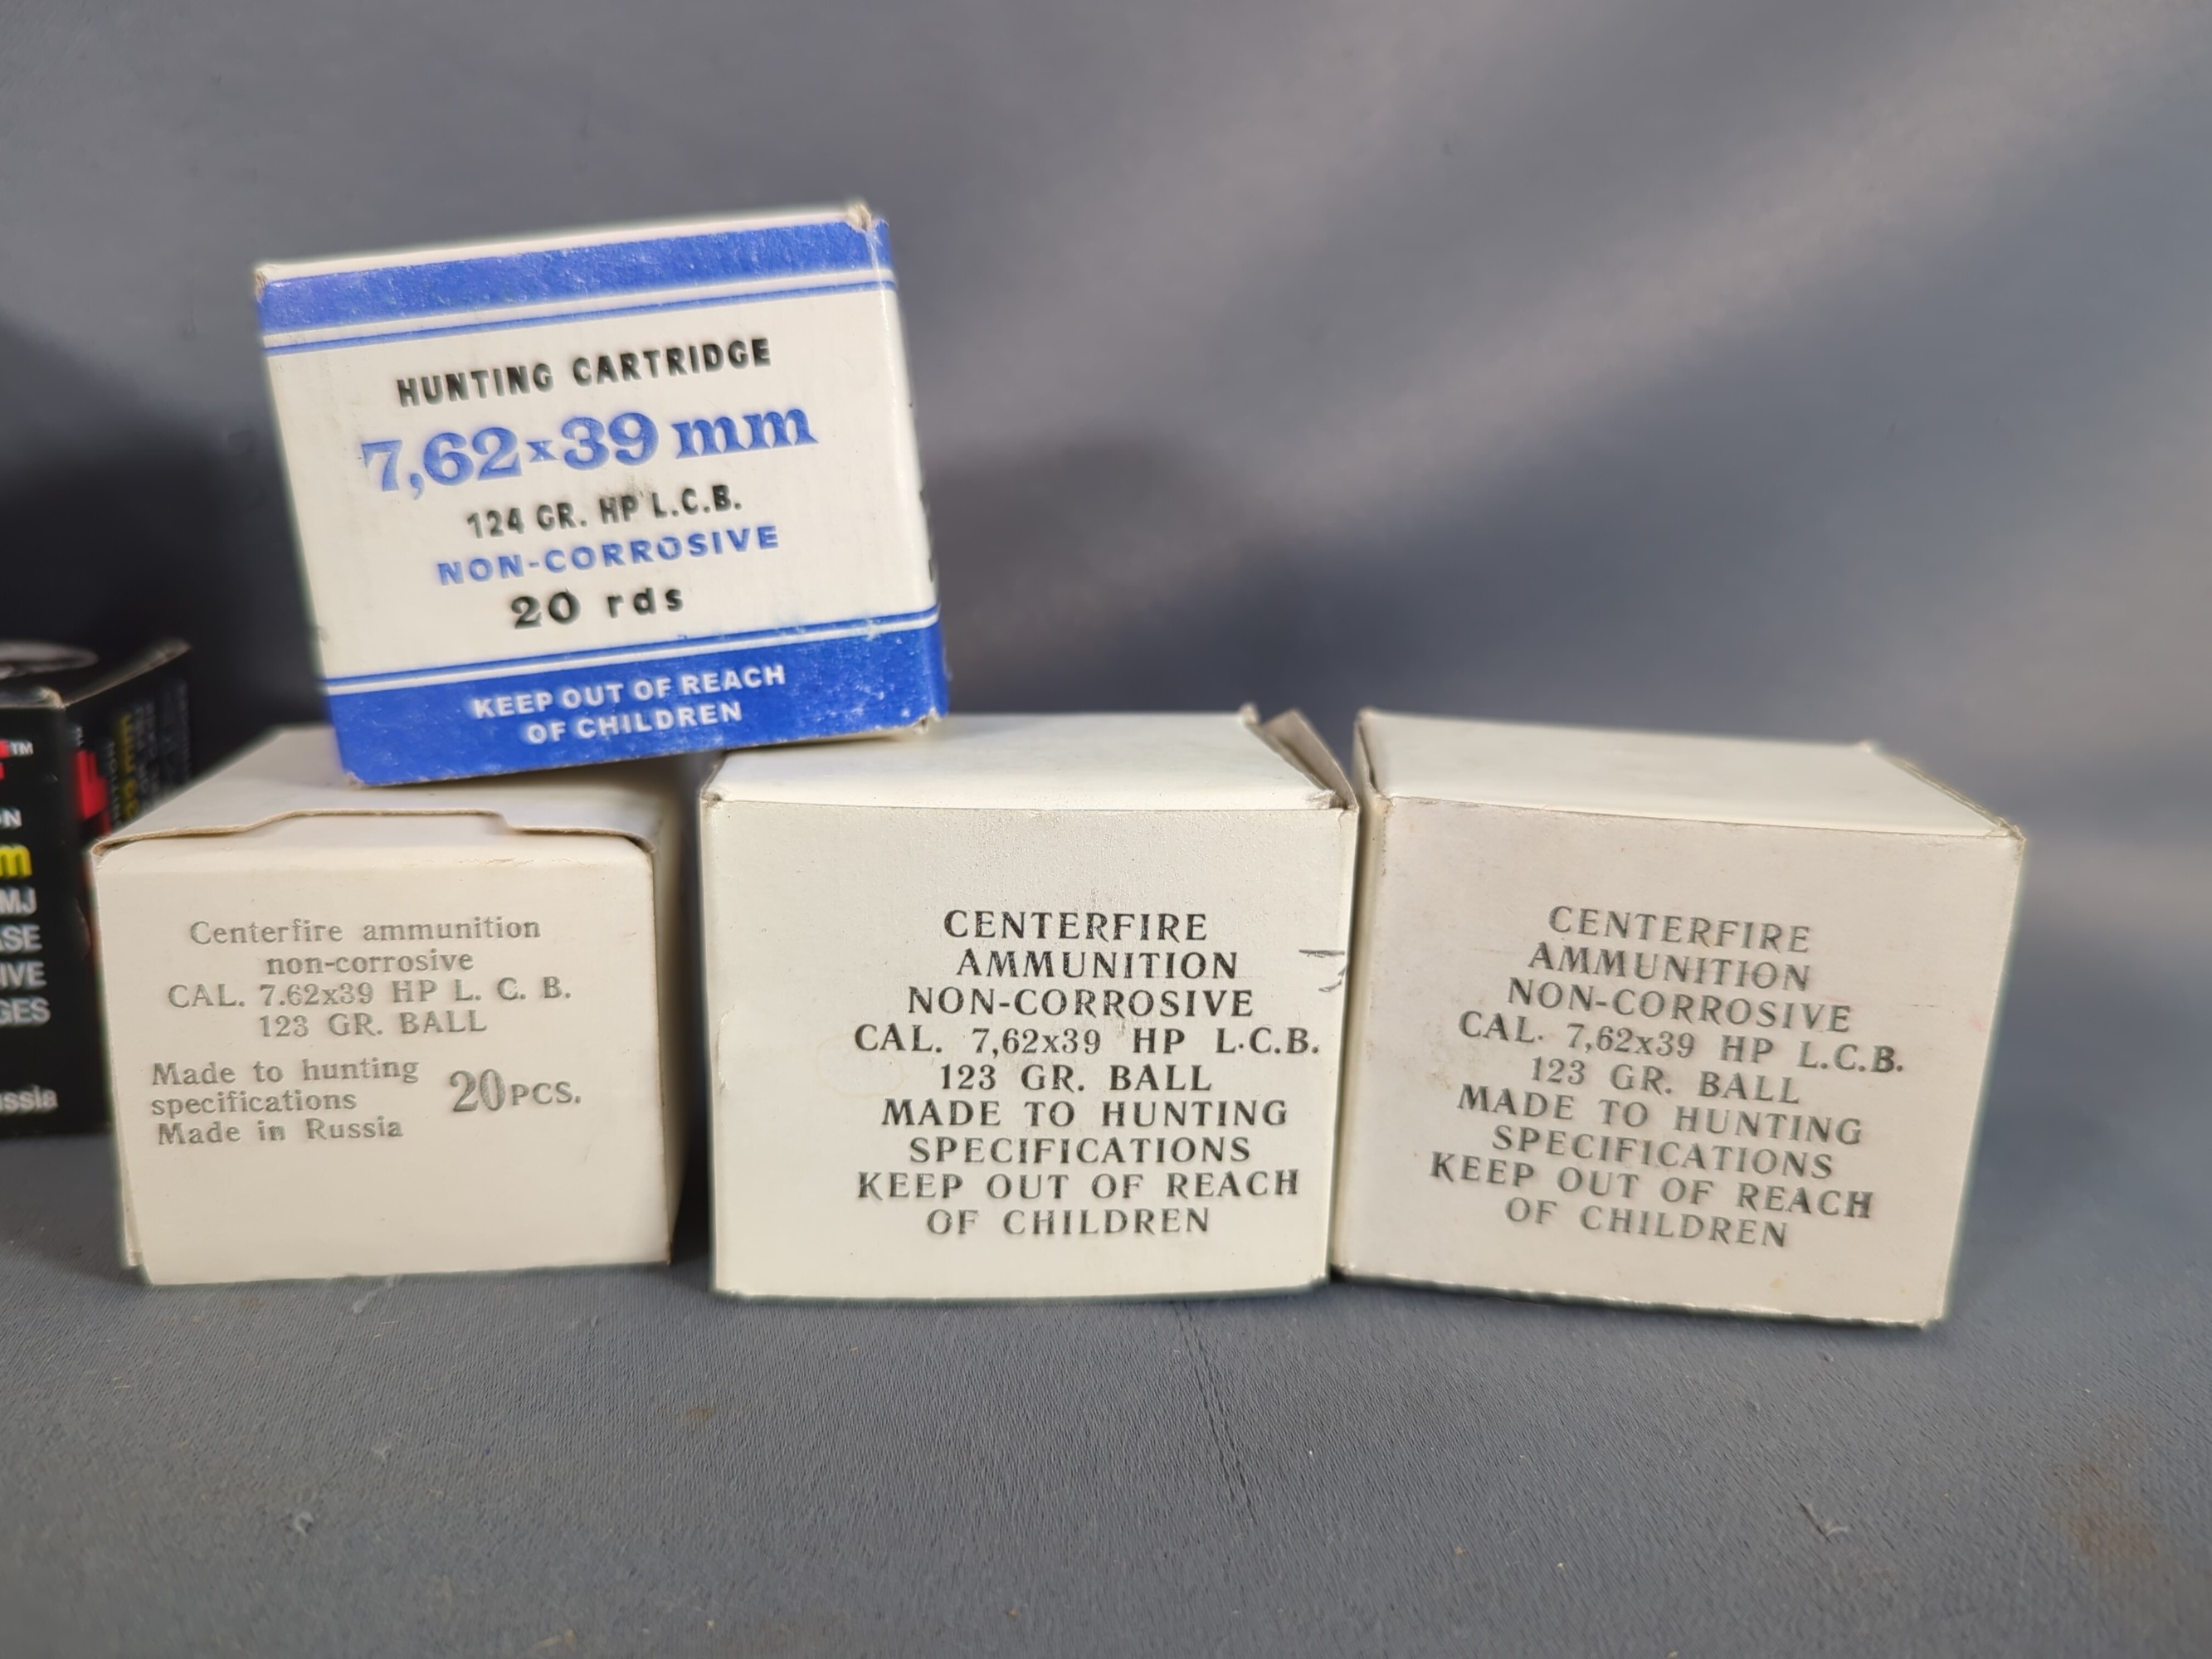 HUNTING CARTRIDGE
7,62x39 mm
124 GR. HP L.C.B.
NON-CORROSIVE
20 rds
KEEP OUT OF REACH
OF CHILDREN
TM
Centerfire ammunition
non-corrosive
CAL. 7.62x39 HP L. C. B.
123 GR. BALL
Made to hunting
specifications
Made in Russia
20 PCS.
CENTERFIRE
AMMUNITION
NON-CORROSIVE
CAL. 7,62x39 HP L.C.B.
123 GR. BALL
MADE TO HUNTING
SPECIFICATIONS
KEEP OUT OF REACH
OF CHILDREN
CENTERFIRE
AMMUNITION
NON-CORROSIVE
CAL. 7,62x39 HP L.C.B.
123 GR. BALL
MADE TO HUNTING
SPECIFICATIONS
KEEP OUT OF REACH
OF CHILDREN